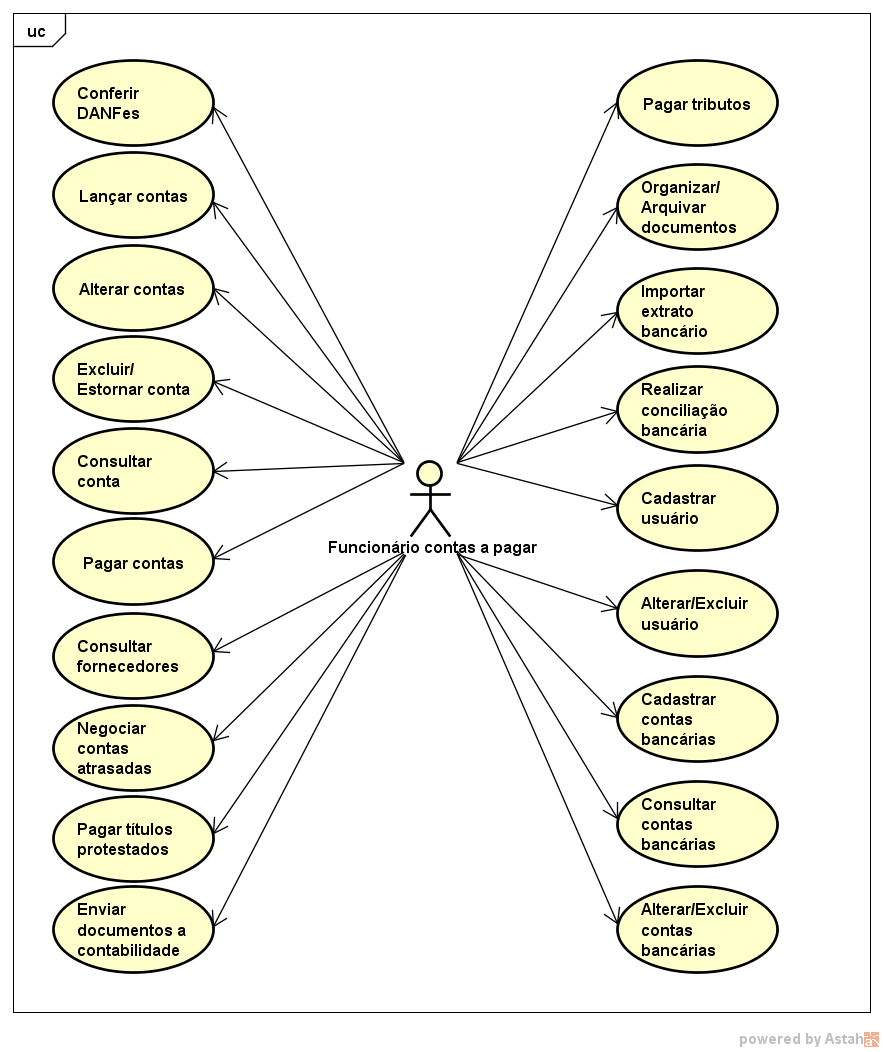 uc
Conferir
DANFes
Lançar contas
Alterar contas
Excluir/
Estornar conta
Consultar
conta
Pagar contas
Consultar
fornecedores
Negociar
contas
atrasadas
Pagar títulos
protestados
Enviar
documentos a
contabilidade
Funcionário contas a pagar
Pagar tributos
Organizar/
Arquivar
documentos
Importar
extrato
bancário
Realizar
conciliação
bancária
Cadastrar
usuário
Alterar/Excluir
usuário
Cadastrar
contas
bancárias
Consultar
contas
bancárias
Alterar/Excluir
contas
bancárias
powered by Astah